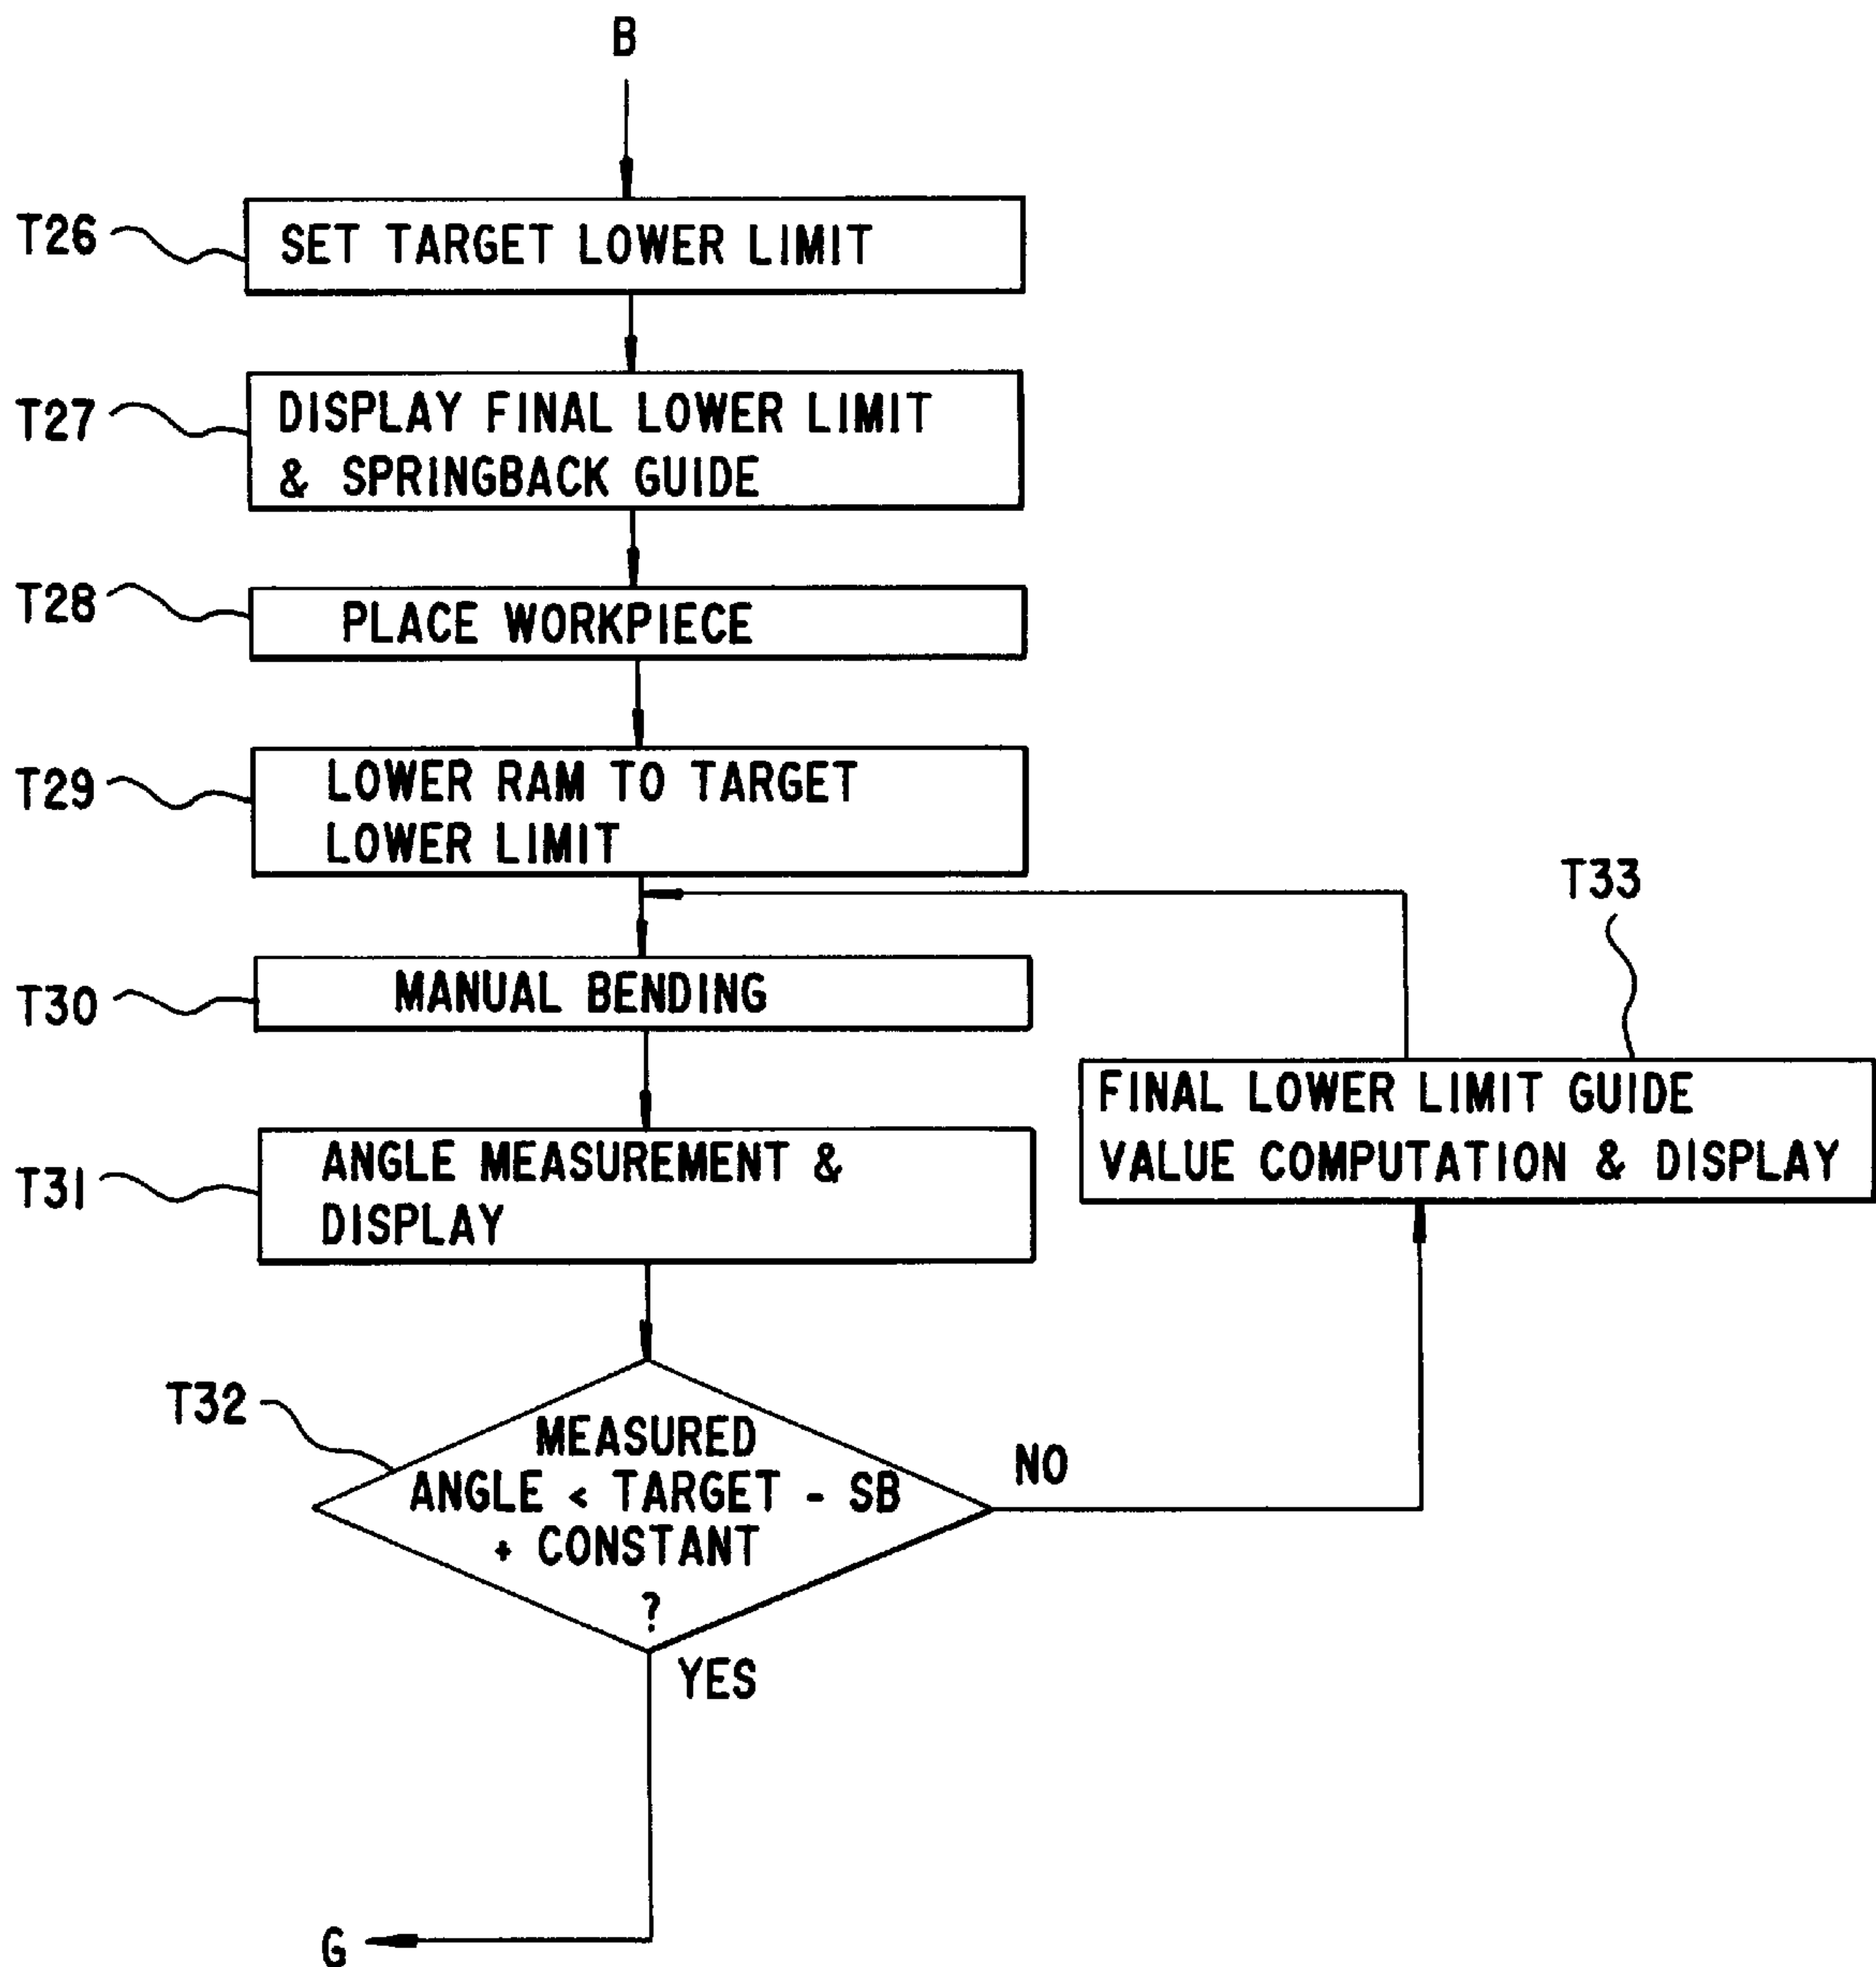 B
T26
SET TARGET LOWER LIMIT
T27
DISPLAY FINAL LOWER LIMIT
& SPRINGBACK GUIDE
T28
PLACE WORKPIECE
T29
LOWER RAM TO TARGET
LOWER LIMIT
T33
T30
MANUAL BENDING
FINAL LOWER LIMIT GUIDE
VALUE COMPUTATION & DISPLAY
T31
ANGLE MEASUREMENT &
DISPLAY
T32
MEASURED
ANGLE < TARGET - SB
+ CONSTANT
?
NO
YES
G